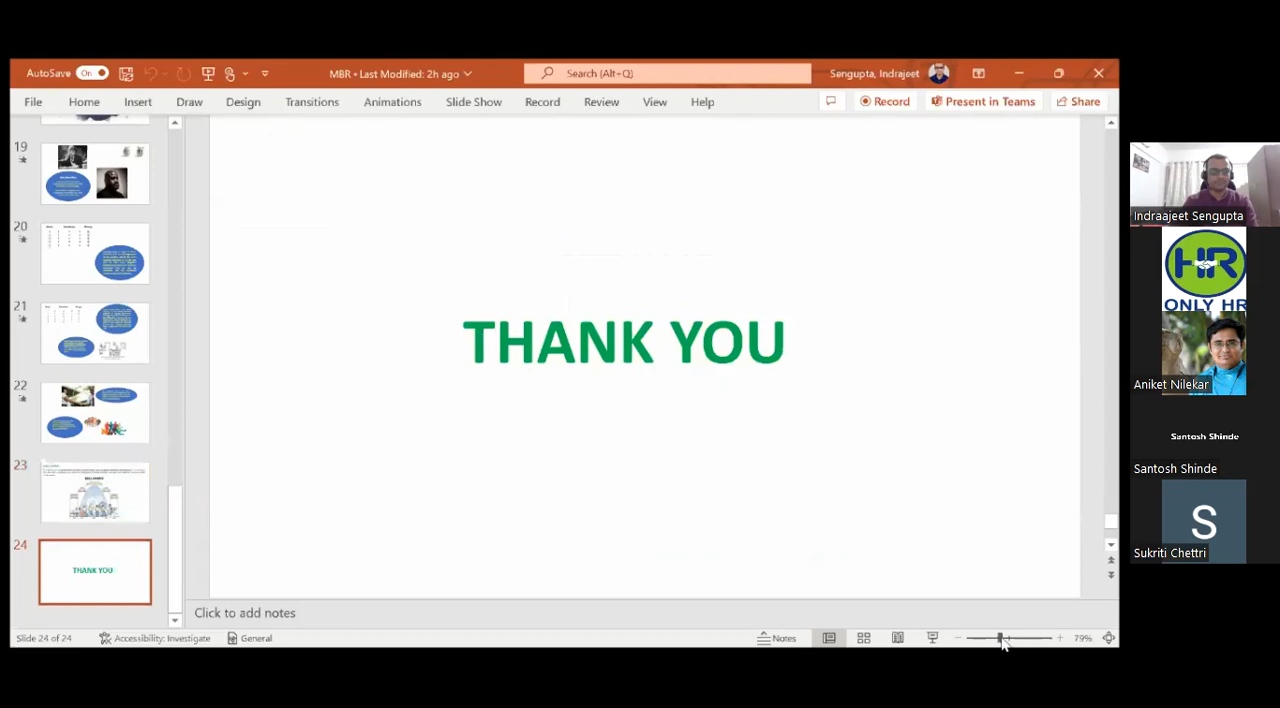 AutoSave On
MBR • Last Modified: 2h ago
Search (Alt+Q)
Sengupta, Indrajeet
File Home Insert Draw Design Transitions Animations Slide Show Record Review View Help
Record
Present in Teams
Share
19
20
21
22
23
24
THANK YOU
THANK YOU
Click to add notes
Slide 24 of 24
Accessibility: Investigate
General
Notes
79%
Indraajeet Sengupta
HR
ONLY HR
Aniket Nilekar
Santosh Shinde
Santosh Shinde
S
Sukriti Chettri